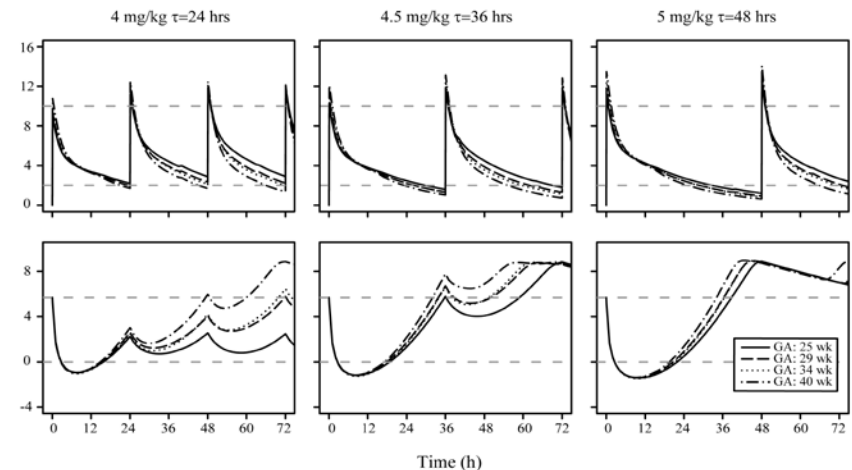 4 mg/kg τ=24 hrs
4.5 mg/kg τ=36 hrs
5 mg/kg τ=48 hrs
16
12
8
4
0
8
4
0
-4
0 12 24 36 48 60 72
0 12 24 36 48 60 72
0 12 24 36 48 60 72
GA: 25 wk
GA: 29 wk
GA: 34 wk
GA: 40 wk
Time (h)